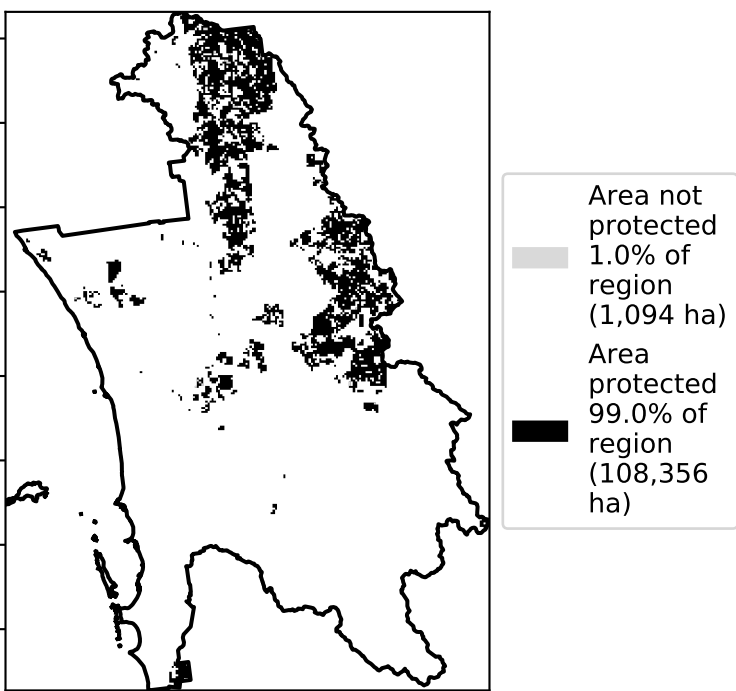 Area not
protected
1.0% of
region
(1,094 ha)
Area
protected
99.0% of
region
(108,356
ha)